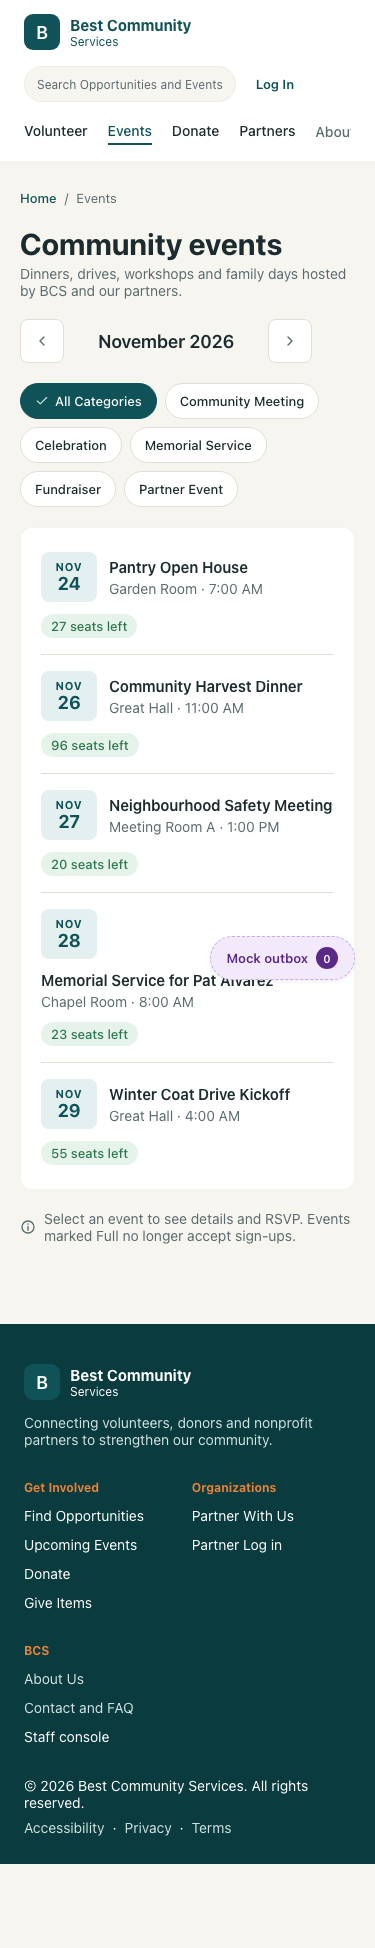 B
Best Community
Services
Search Opportunities and Events
Log In
Volunteer Events Donate Partners About
Home / Events
Community events
Dinners, drives, workshops and family days hosted
by BCS and our partners.
November 2026
All Categories
Community Meeting
Celebration
Memorial Service
Fundraiser
Partner Event
NOV
24
Pantry Open House
Garden Room · 7:00 AM
27 seats left
NOV
26
Community Harvest Dinner
Great Hall · 11:00 AM
96 seats left
NOV
27
Neighbourhood Safety Meeting
Meeting Room A · 1:00 PM
20 seats left
NOV
28
Mock outbox 0
Memorial Service for Pat Alvarez
Chapel Room · 8:00 AM
23 seats left
NOV
29
Winter Coat Drive Kickoff
Great Hall · 4:00 AM
55 seats left
Select an event to see details and RSVP. Events
marked Full no longer accept sign-ups.
B
Best Community
Services
Connecting volunteers, donors and nonprofit
partners to strengthen our community.
Get Involved
Find Opportunities
Upcoming Events
Donate
Give Items
Organizations
Partner With Us
Partner Log in
BCS
About Us
Contact and FAQ
Staff console
© 2026 Best Community Services. All rights
reserved.
Accessibility · Privacy · Terms